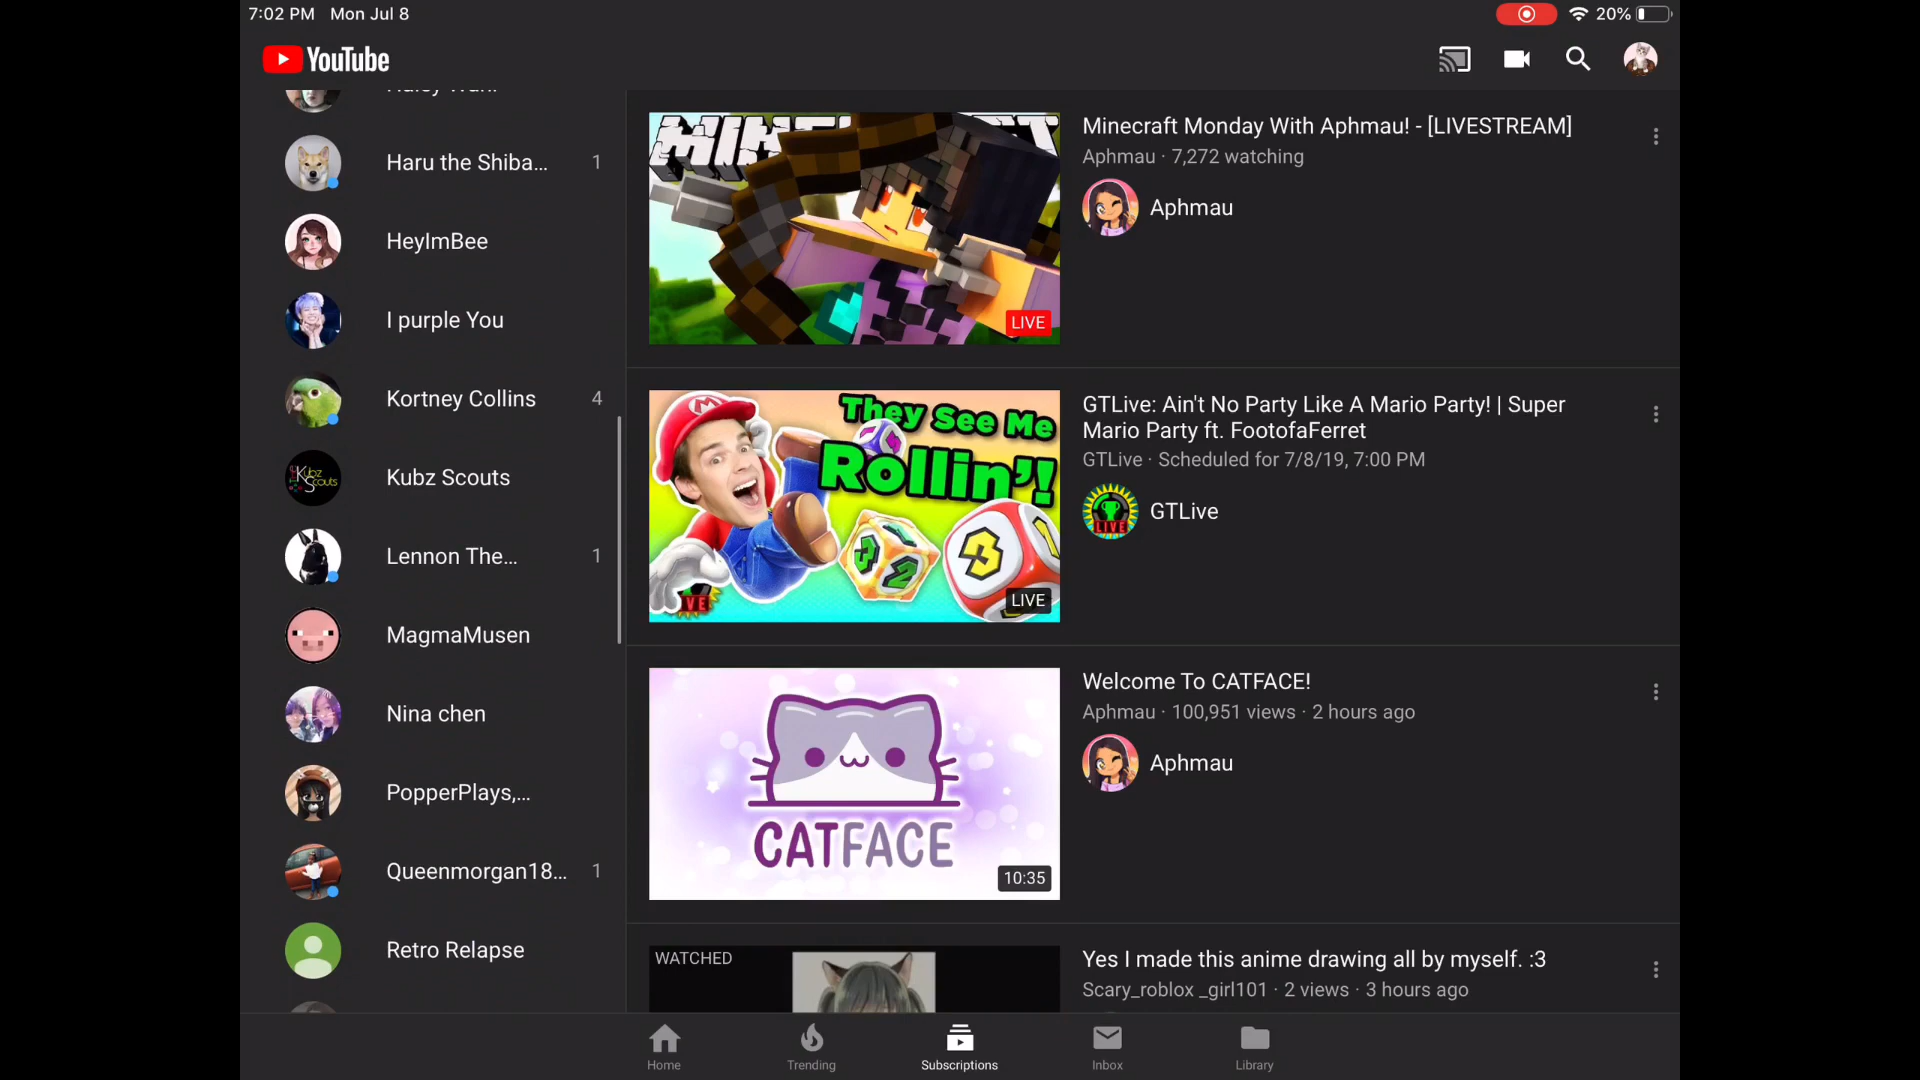 7:02 PM Mon Jul 8
20%
YouTube
Haru the Shiba... 1
HeyImBee
I purple You
Kortney Collins 4
Kubz Scouts
Lennon The... 1
MagmaMusen
Nina chen
PopperPlays,...
Queenmorgan18... 1
Retro Relapse
LIVE
Minecraft Monday With Aphmau! - [LIVESTREAM]
Aphmau · 7,272 watching
Aphmau
They See Me
Rollin'!
LIVE
GTLive: Ain't No Party Like A Mario Party! | Super
Mario Party ft. FootofaFerret
GTLive · Scheduled for 7/8/19, 7:00 PM
LIVE
GTLive
CATFACE
10:35
Welcome To CATFACE!
Aphmau · 100,951 views · 2 hours ago
Aphmau
WATCHED
Yes I made this anime drawing all by myself. :3
Scary_roblox _girl101 · 2 views · 3 hours ago
Home
Trending
Subscriptions
Inbox
Library